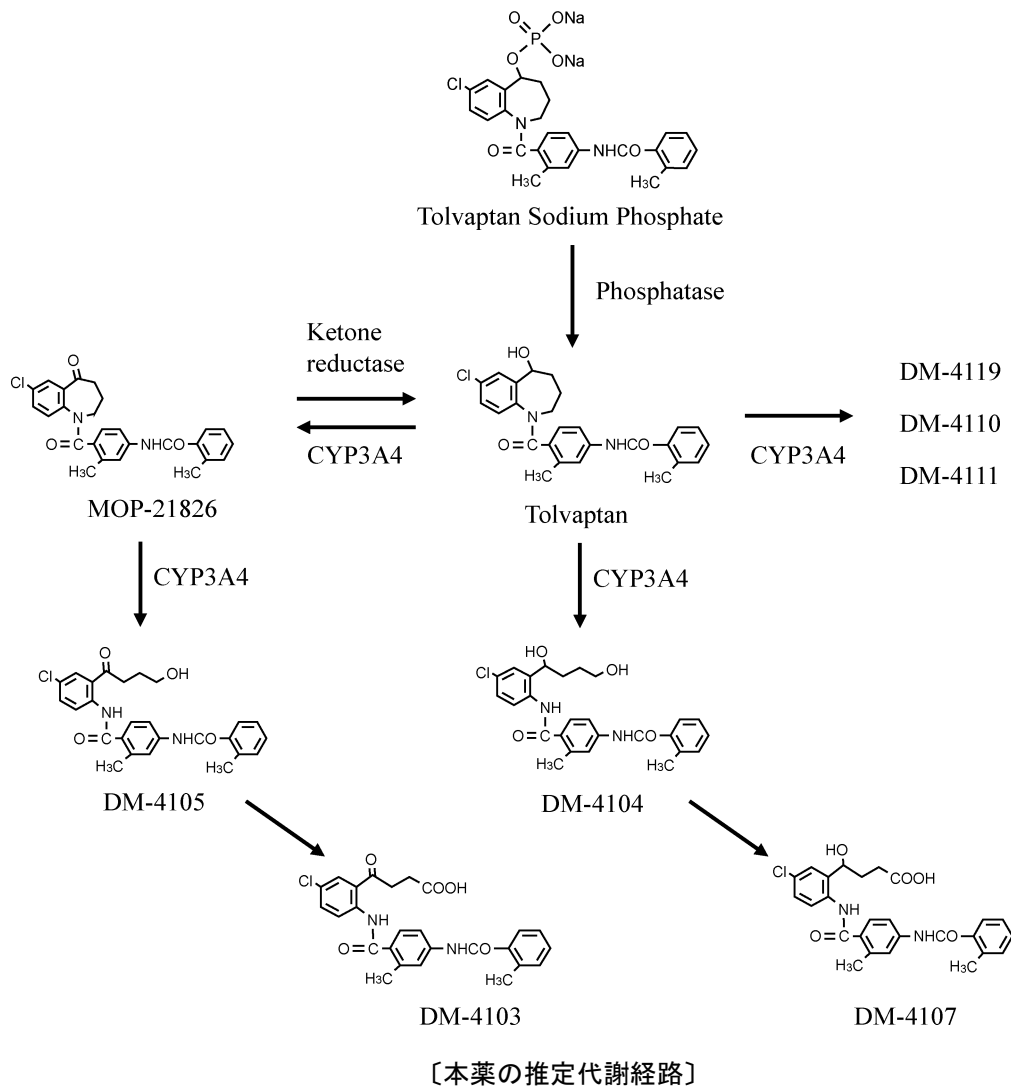 O
ONa
P
O
ONa
Cl
N
O=C
NHCO
H3C
H3C
Tolvaptan Sodium Phosphate
Phosphatase
Ketone
reductase
CYP3A4
O
Cl
N
O=C
NHCO
H3C
H3C
MOP-21826
HO
Cl
N
O=C
NHCO
H3C
H3C
Tolvaptan
CYP3A4
DM-4119
DM-4110
DM-4111
CYP3A4
CYP3A4
O
OH
Cl
NH
O=C
NHCO
H3C
H3C
DM-4105
HO
OH
Cl
NH
O=C
NHCO
H3C
H3C
DM-4104
O
COOH
Cl
NH
O=C
NHCO
H3C
H3C
DM-4103
HO
COOH
Cl
NH
O=C
NHCO
H3C
H3C
DM-4107
〔本薬の推定代謝経路〕